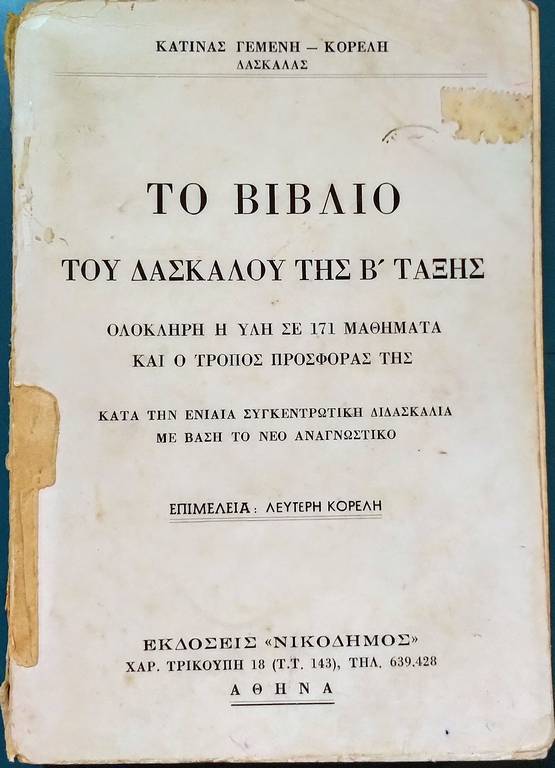 ΚΑΤΙΝΑΣ ΓΕΜΕΝΗ – ΚΟΡΕΛΗ
ΔΑΣΚΑΛΑΣ
ΤΟ ΒΙΒΛΙΟ
ΤΟΥ ΔΑΣΚΑΛΟΥ ΤΗΣ Β΄ ΤΑΞΗΣ
ΟΛΟΚΛΗΡΗ Η ΥΛΗ ΣΕ 171 ΜΑΘΗΜΑΤΑ
ΚΑΙ Ο ΤΡΟΠΟΣ ΠΡΟΣΦΟΡΑΣ ΤΗΣ
ΚΑΤΑ ΤΗΝ ΕΝΙΑΙΑ ΣΥΓΚΕΝΤΡΩΤΙΚΗ ΔΙΔΑΣΚΑΛΙΑ
ΜΕ ΒΑΣΗ ΤΟ ΝΕΟ ΑΝΑΓΝΩΣΤΙΚΟ
ΕΠΙΜΕΛΕΙΑ: ΛΕΥΤΕΡΗ ΚΟΡΕΛΗ
ΕΚΔΟΣΕΙΣ «ΝΙΚΟΔΗΜΟΣ»
ΧΑΡ. ΤΡΙΚΟΥΠΗ 18 (Τ.Τ. 143), ΤΗΛ. 639.428
ΑΘΗΝΑ